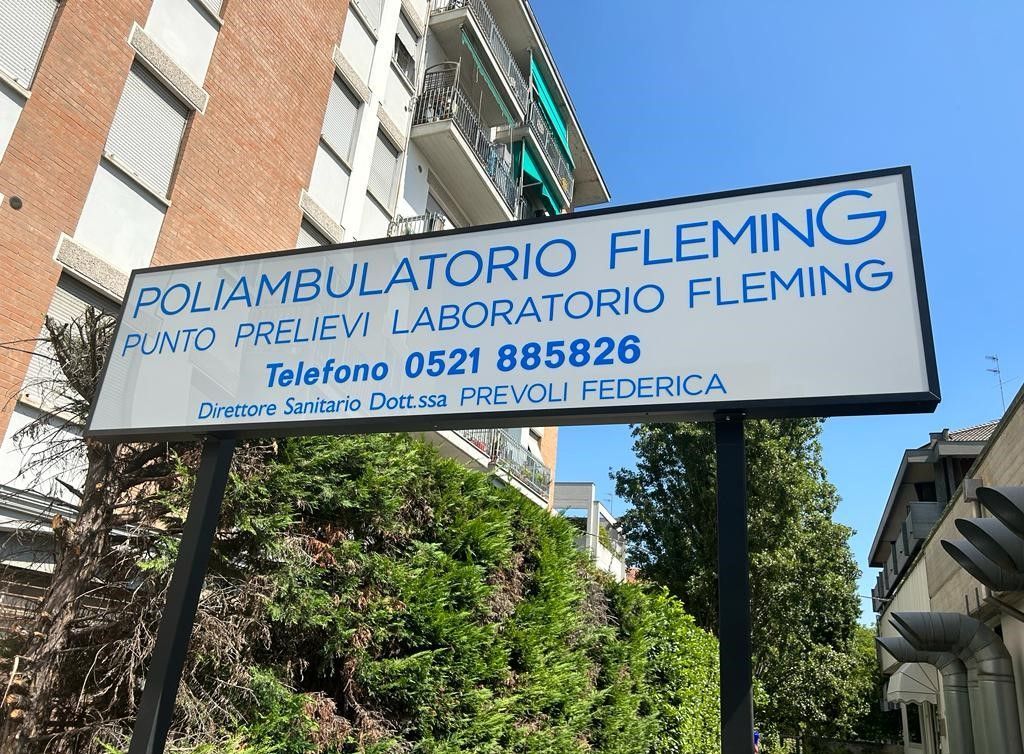 POLIAMBULATORIO FLEMING
PUNTO PRELIEVI LABORATORIO FLEMING
Telefono 0521 885826
Direttore Sanitario Dott.ssa PREVOLI FEDERICA